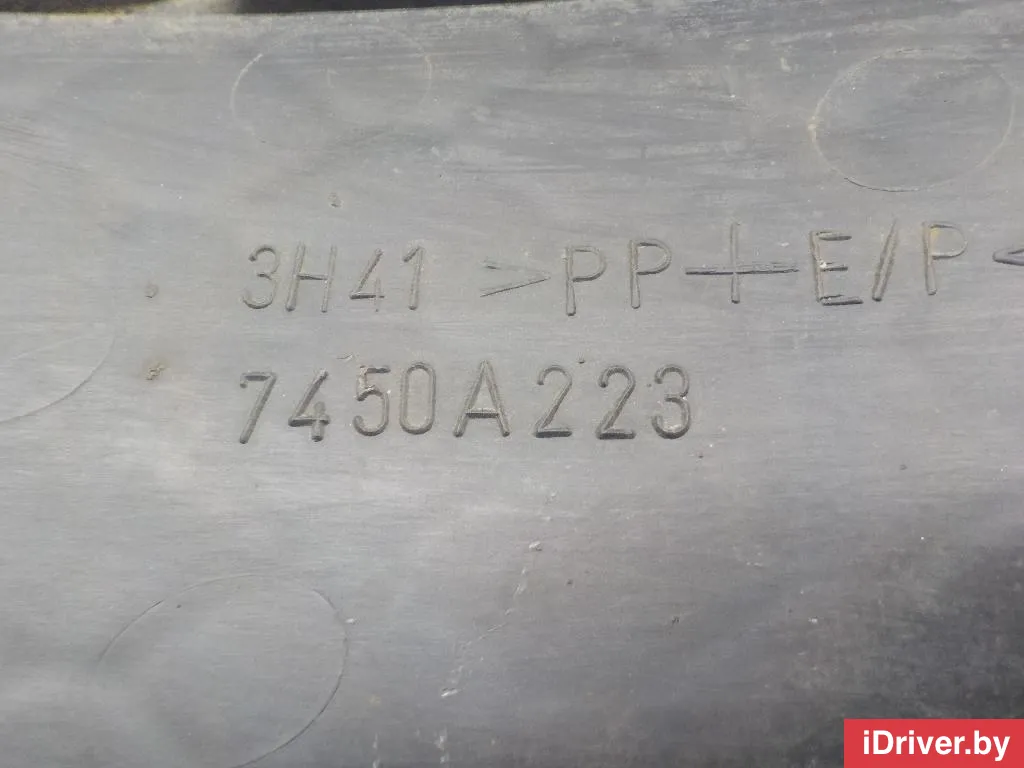 3H41 >PP+E/P<
7450A223
iDriver.by